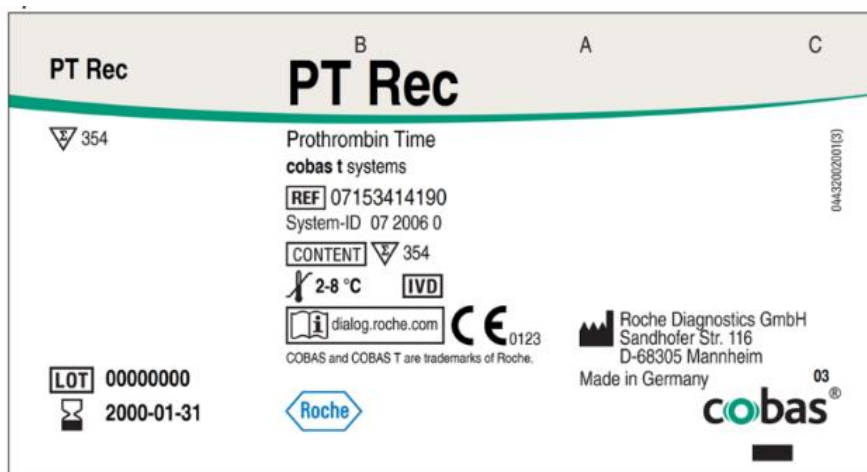 B A C
PT Rec
PT Rec
354
Prothrombin Time
cobas t systems
REF 07153414190
System-ID 07 2006 0
CONTENT Σ 354
2-8 °C IVD
i dialog.roche.com CE 0123
COBAS and COBAS T are trademarks of Roche.
Roche Diagnostics GmbH
Sandhofer Str. 116
D-68305 Mannheim
Made in Germany
03
cobas®
LOT 00000000
2000-01-31
Roche
04432002001(3)